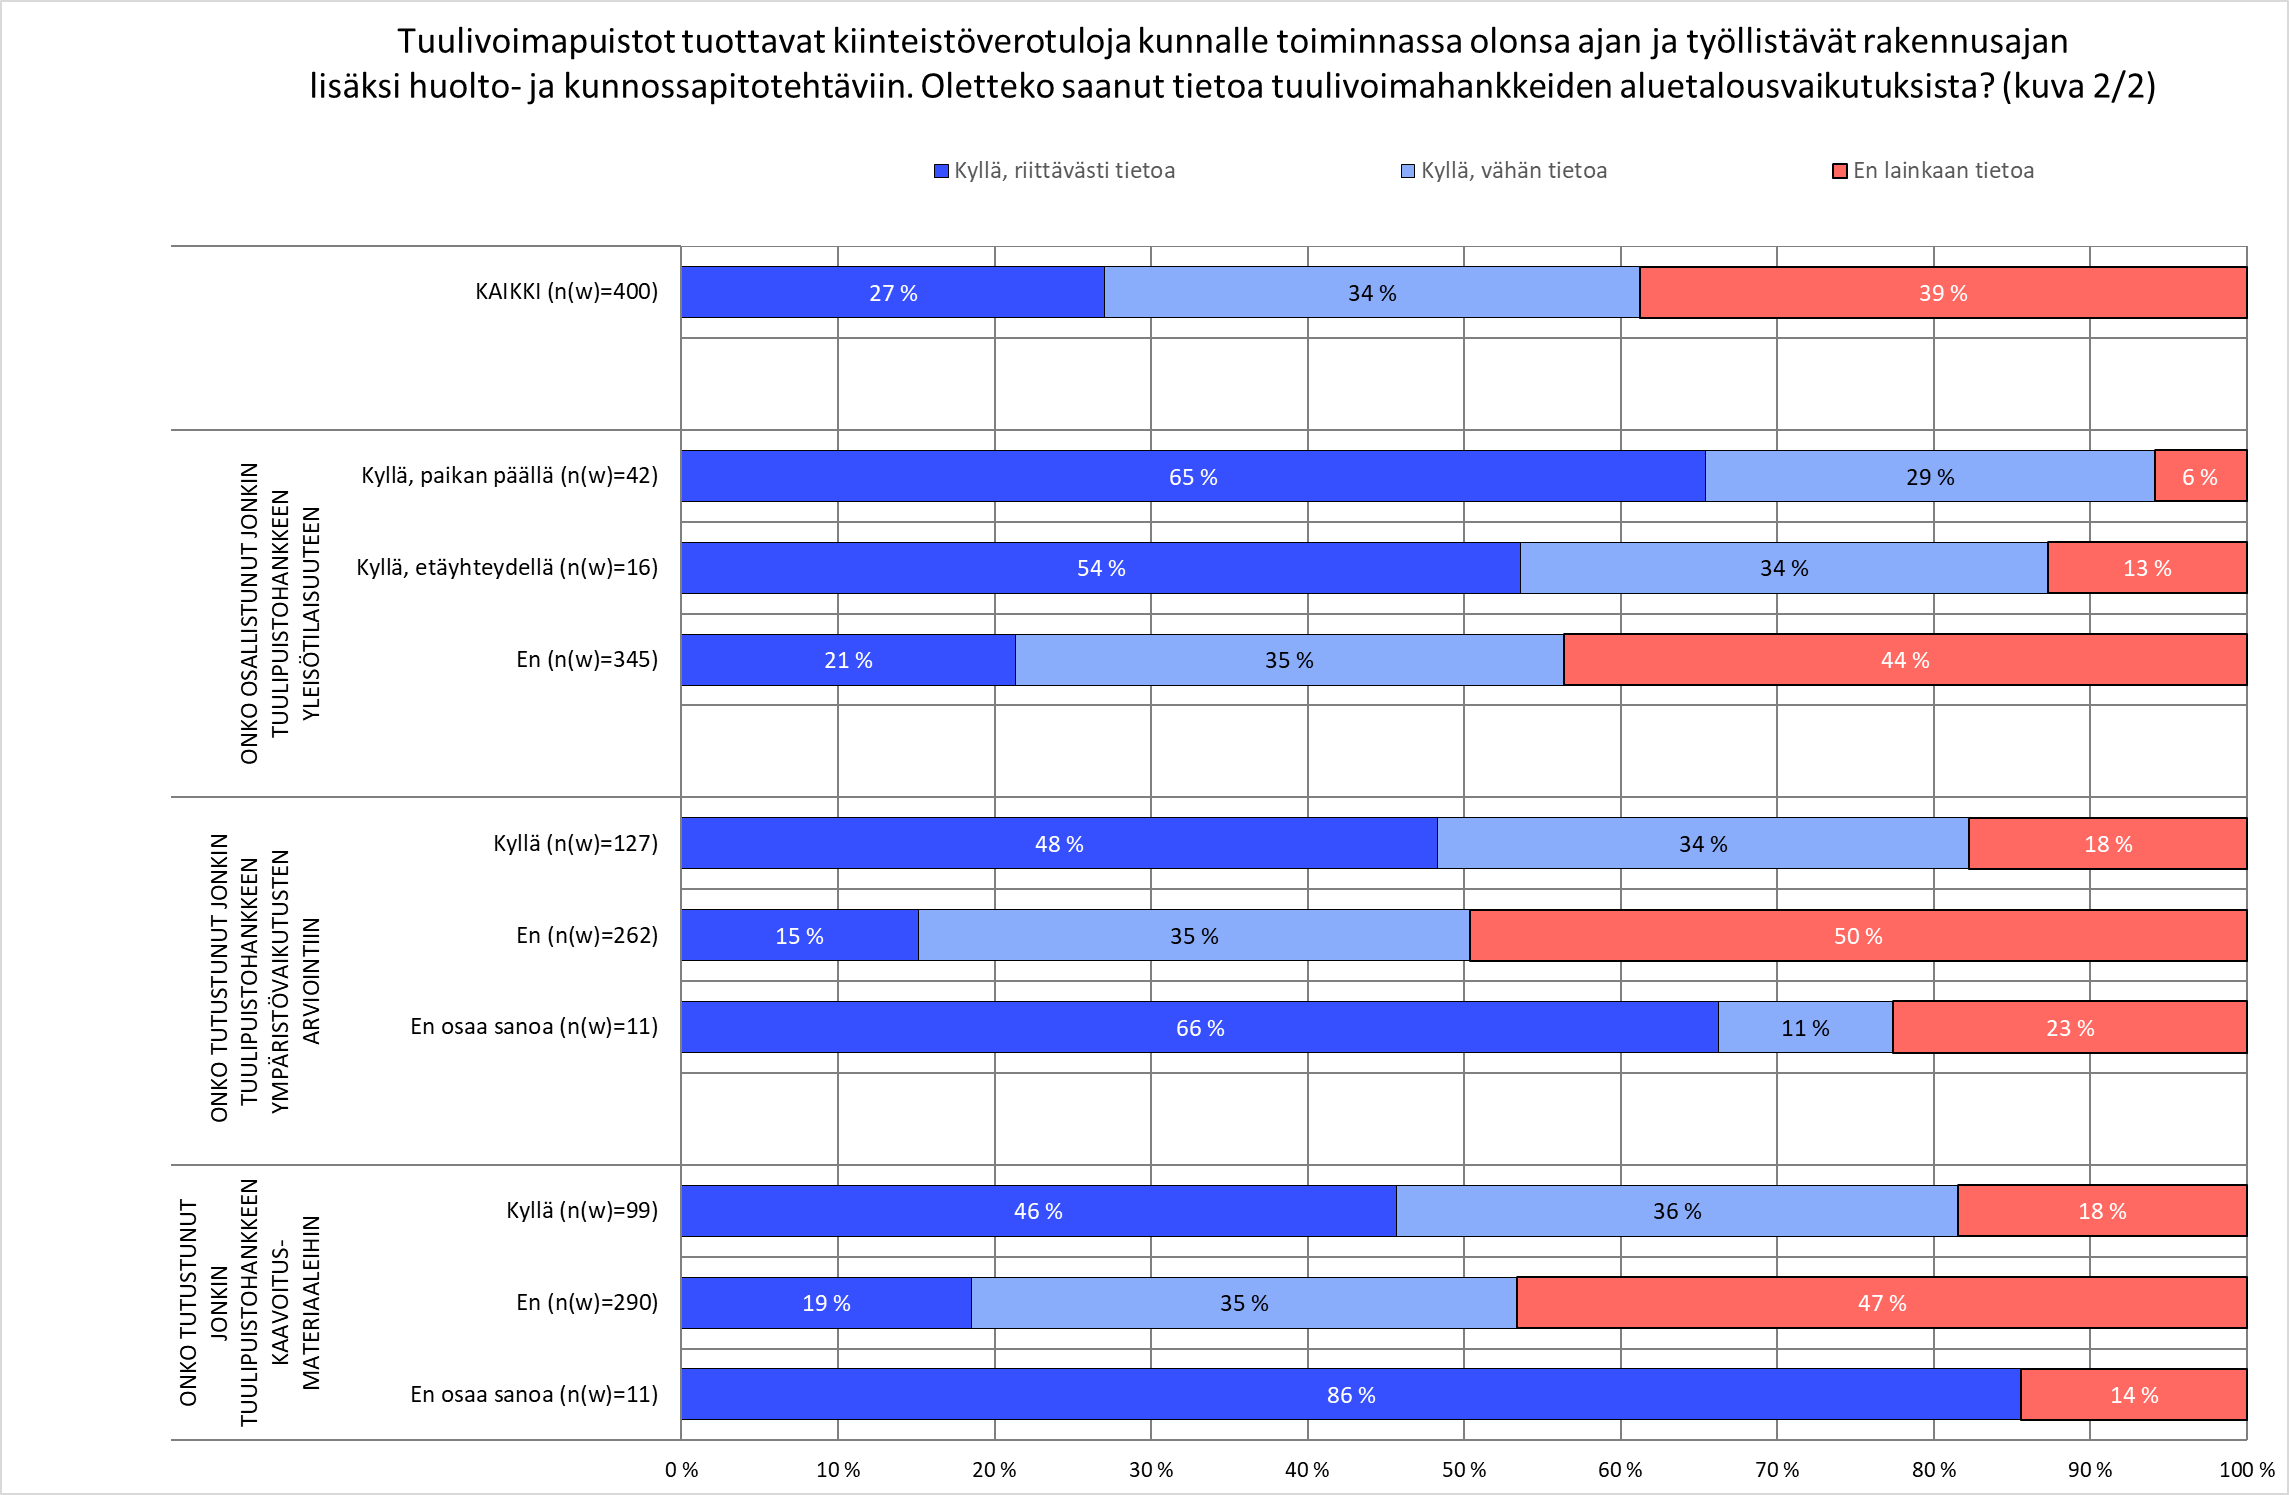 Tuulivoimapuistot tuottavat kiinteistöverotuloja kunnalle toiminnassa olonsa ajan ja työllistävät rakennusajan
lisäksi huolto- ja kunnossapitotehtäviin. Oletteko saanut tietoa tuulivoimahankkeiden aluetalousvaikutuksista? (kuva 2/2)
Kyllä, riittävästi tietoa
Kyllä, vähän tietoa
En lainkaan tietoa
KAIKKI (n(w)=400)
27 %
34 %
39 %
ONKO OSALLISTUNUT JONKIN
TUULIPUISTOHANKKEEN
YLEISÖTILAISUUTEEN
Kyllä, paikan päällä (n(w)=42)
65 %
29 %
6 %
Kyllä, etäyhteydellä (n(w)=16)
54 %
34 %
13 %
En (n(w)=345)
21 %
35 %
44 %
ONKO TUTUSTUNUT JONKIN
TUULIPUISTOHANKKEEN
YMPÄRISTÖVAIKUTUSTEN
ARVIOINTIIN
Kyllä (n(w)=127)
48 %
34 %
18 %
En (n(w)=262)
15 %
35 %
50 %
En osaa sanoa (n(w)=11)
66 %
11 %
23 %
ONKO TUTUSTUNUT
JONKIN
TUULIPUISTOHANKKEEN
KAAVOITUS-
MATERIAALEIHIN
Kyllä (n(w)=99)
46 %
36 %
18 %
En (n(w)=290)
19 %
35 %
47 %
En osaa sanoa (n(w)=11)
86 %
14 %
0 %
10 %
20 %
30 %
40 %
50 %
60 %
70 %
80 %
90 %
100 %